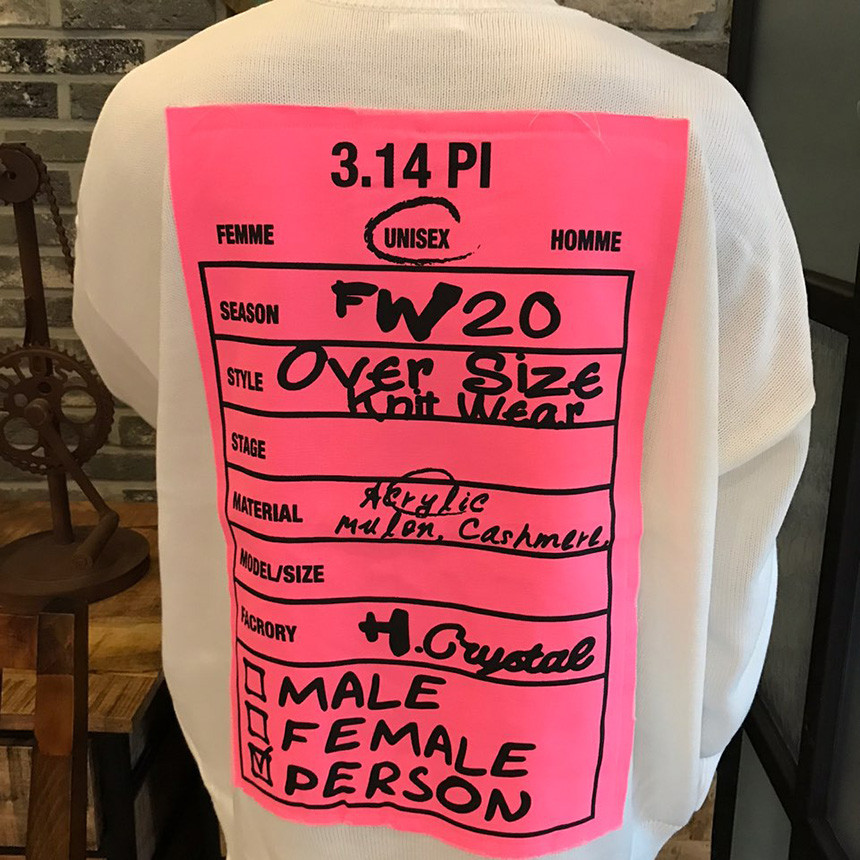 3.14 PI
FEMME UNISEX HOMME
SEASON FW20
STYLE Over Size
Knit Wear
STAGE
MATERIAL Acrylic
Mulon, Cashmere,
MODEL/SIZE
FACRORY H.Crystal
MALE
FEMALE
PERSON